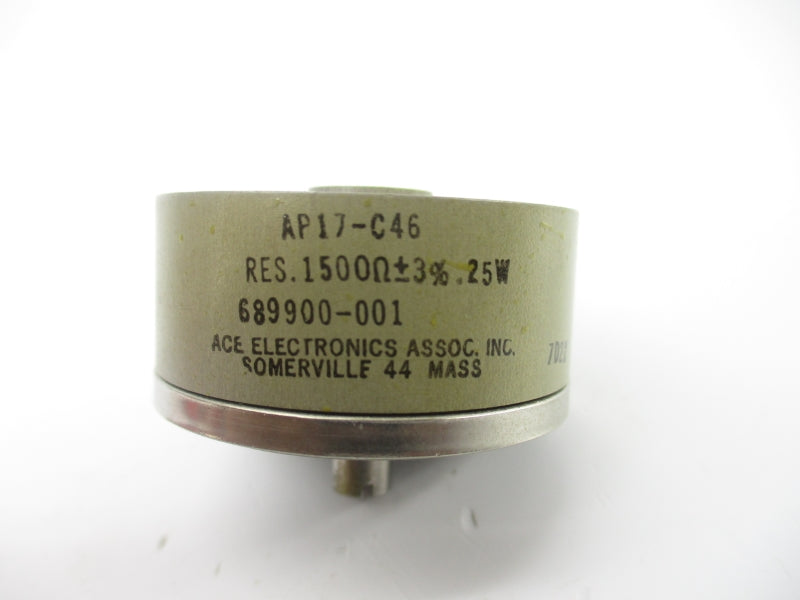 AP17-C46
RES.1500Ω±3% .25W
689900-001
ACE ELECTRONICS ASSOC. INC.
SOMERVILLE 44 MASS